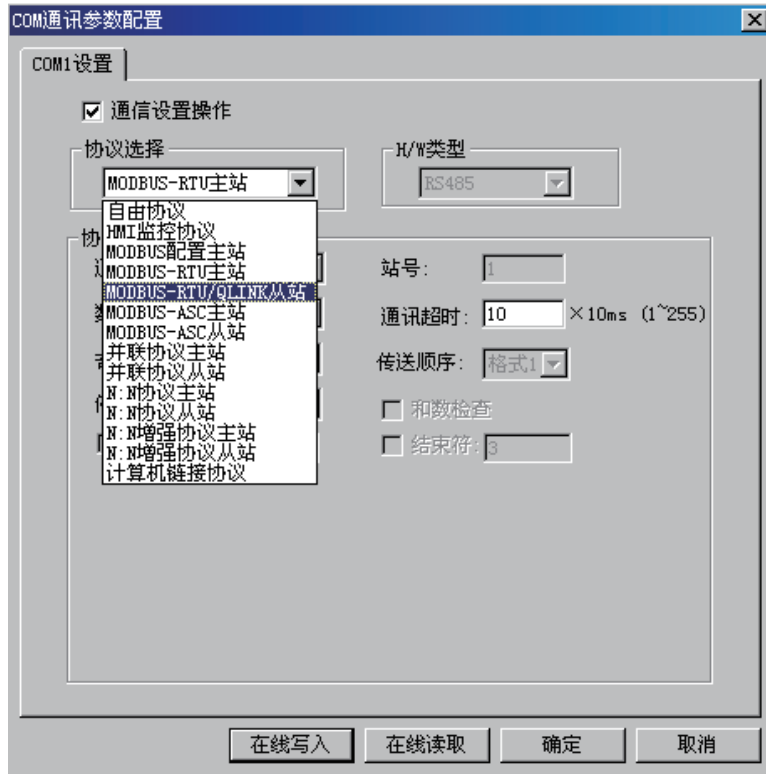 COM通讯参数配置
COM1设置
通信设置操作
协议选择
H/W类型
MODBUS-RTU主站
RS485
自由协议
HMI监控协议
MODBUS配置主站
MODBUS-RTU主站
MODBUS-RTU/QLINK从站
MODBUS-ASC主站
MODBUS-ASC从站
并联协议主站
并联协议从站
N:N协议主站
N:N协议从站
N:N增强协议主站
N:N增强协议从站
计算机链接协议
协
站号: 1
通讯超时: 10 ×10ms (1~255)
传送顺序: 格式1
和数检查
结束符: 3
在线写入 在线读取 确定 取消